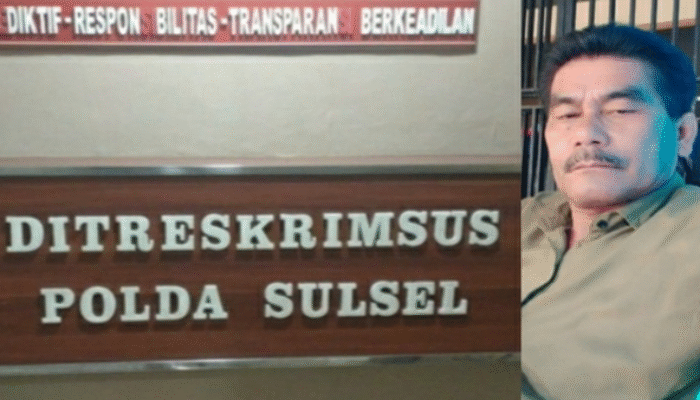 DIKTIF-RESPON BILITAS-TRANSPARAN BERKEADILAN
DITRESKRIMSUS
POLDA SULSEL